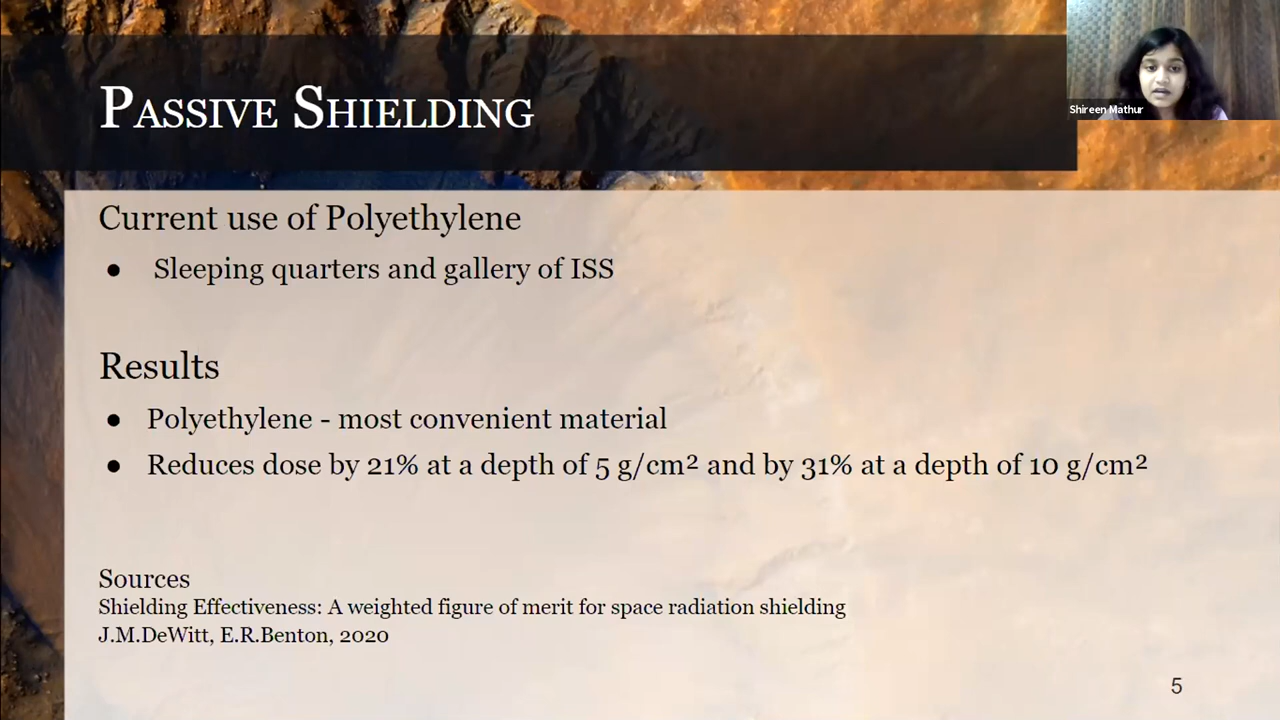 PASSIVE SHIELDING
Shireen Mathur
Current use of Polyethylene
● Sleeping quarters and gallery of ISS
Results
● Polyethylene - most convenient material
● Reduces dose by 21% at a depth of 5 g/cm² and by 31% at a depth of 10 g/cm²
Sources
Shielding Effectiveness: A weighted figure of merit for space radiation shielding
J.M.DeWitt, E.R.Benton, 2020
5